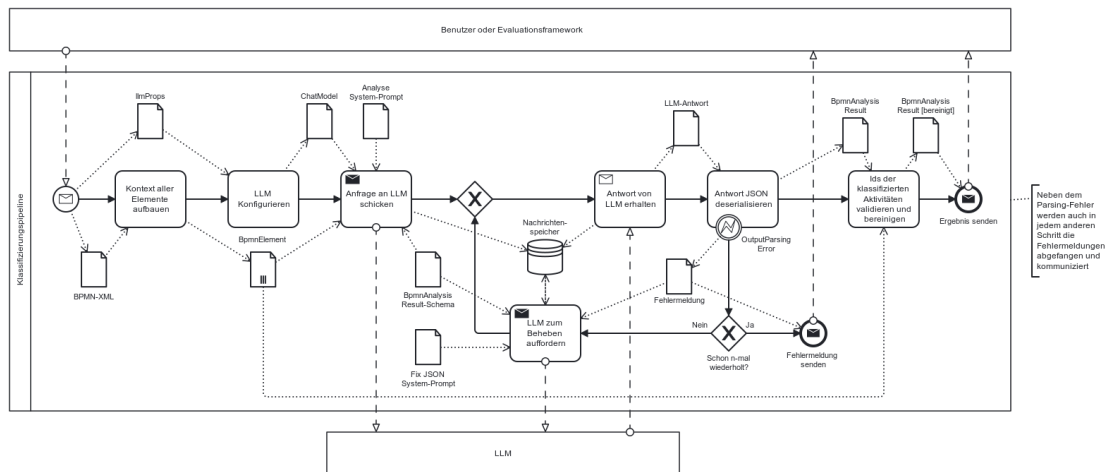 Benutzer oder Evaluationsframework
Klassifizierungspipeline
llmProps
ChatModel
Analyse
System-Prompt
LLM-Antwort
BpmnAnalysis
Result
BpmnAnalysis
Result [bereinigt]
Kontext aller
Elemente
aufbauen
LLM
Konfigurieren
Anfrage an LLM
schicken
Antwort von
LLM erhalten
Antwort JSON
deserialisieren
Ids der
klassifizierten
Aktivitäten
validieren und
bereinigen
Ergebnis senden
Neben dem
Parsing-Fehler
werden auch in
jedem anderen
Schritt die
Fehlermeldungen
abgefangen und
kommuniziert
Nachrichten-
speicher
OutputParsing
Error
BpmnElement
BPMN-XML
BpmnAnalysis
Result-Schema
Fehlermeldung
LLM zum
Beheben
auffordern
Nein
Ja
Schon n-mal
wiederholt?
Fehlermeldung
senden
Fix JSON
System-Prompt
LLM